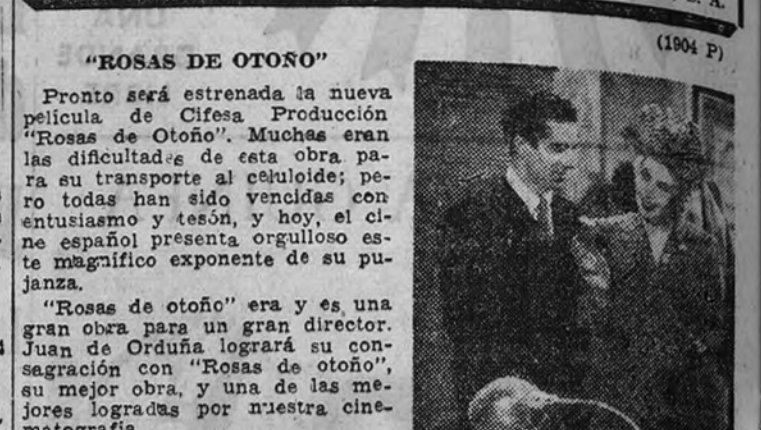 S. A.
(1904 P)
"ROSAS DE OTOÑO"
Pronto será estrenada la nueva
película de Cifesa Producción
"Rosas de Otoño". Muchas eran
las dificultades de esta obra pa-
ra su transporte al celuloide; pe-
ro todas han sido vencidas con
entusiasmo y tesón, y hoy, el ci-
ne español presenta orgulloso es-
te magnífico exponente de su pu-
janza.
"Rosas de otoño" era y es una
gran obra para un gran director.
Juan de Orduña logrará su con-
sagración con "Rosas de otoño",
su mejor obra, y una de las me-
jores logradas por nuestra cine-
matografía.